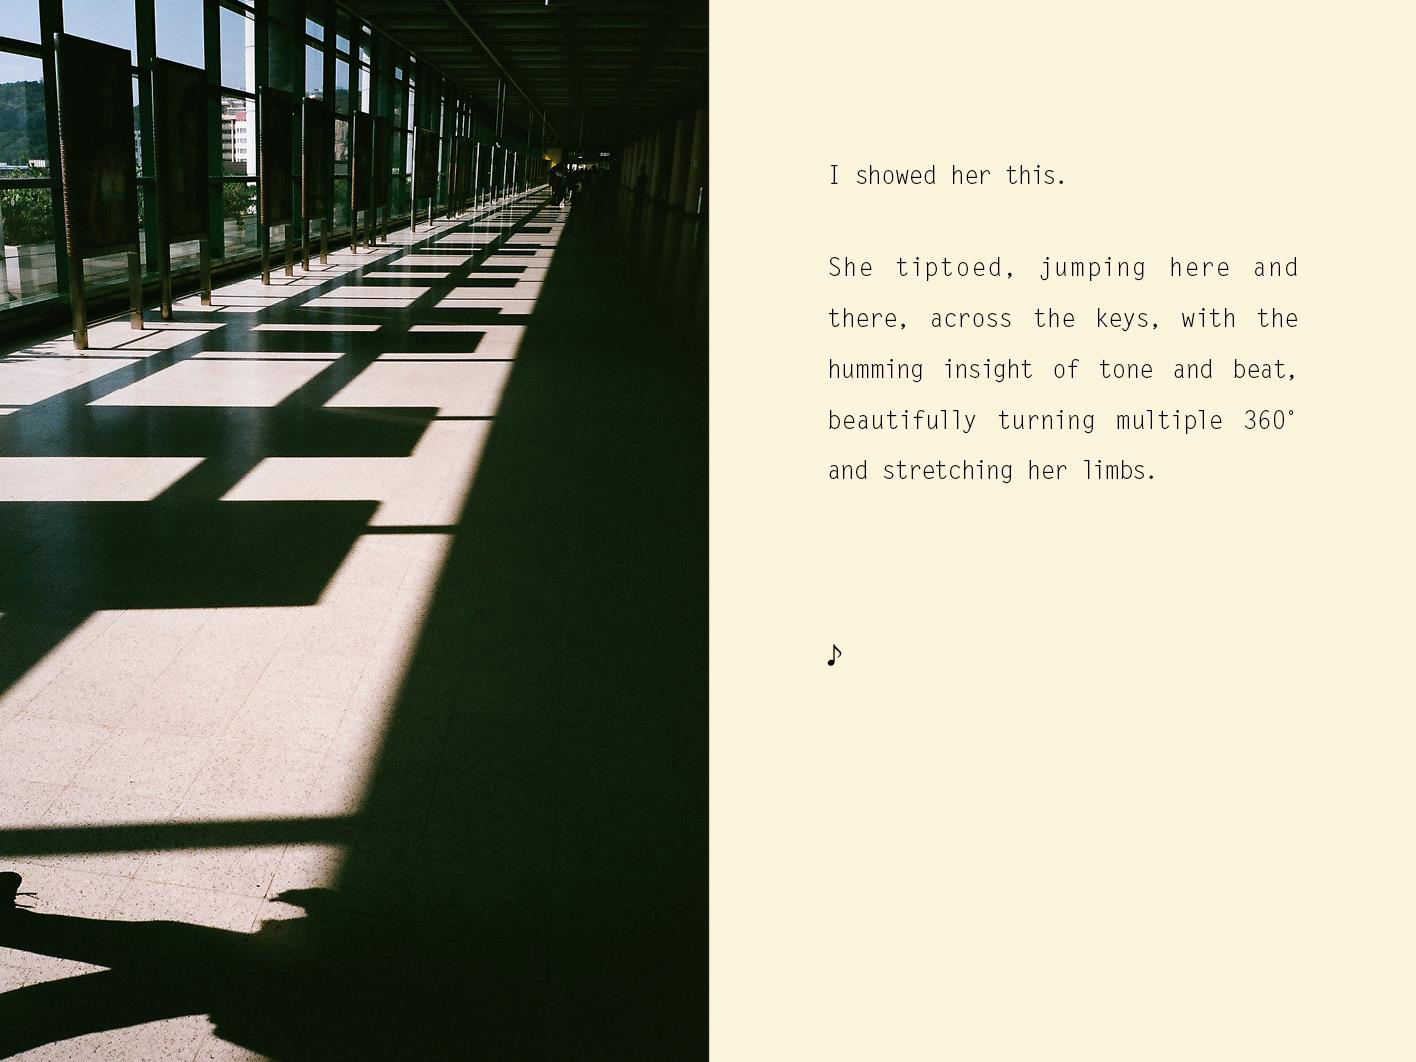 I showed her this.
She tiptoed, jumping here and
there, across the keys, with the
humming insight of tone and beat,
beautifully turning multiple 360°
and stretching her limbs.
♪